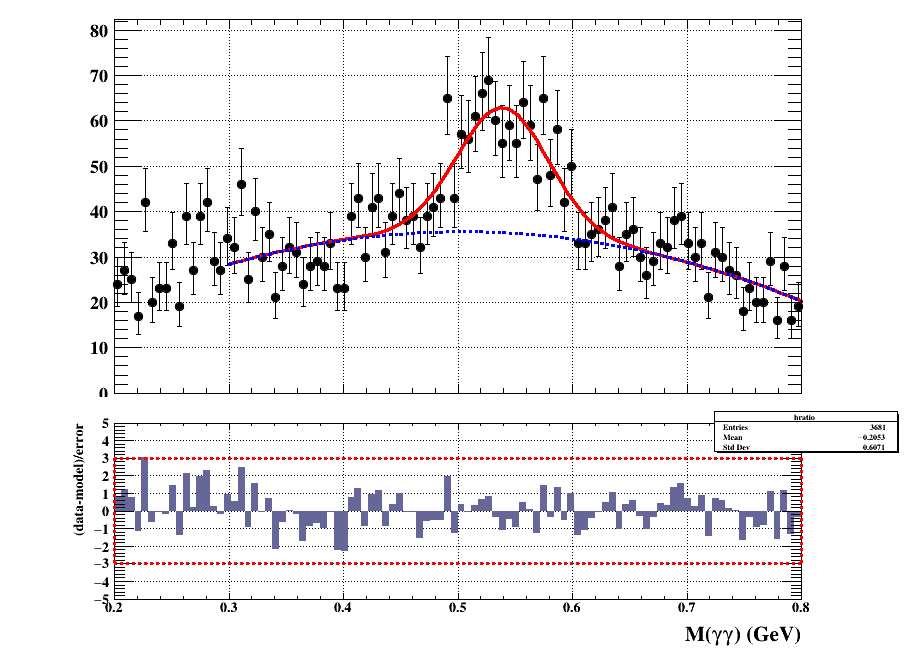 80
70
60
50
40
30
20
10
0
hratio
Entries 3681
Mean −0.2053
Std Dev 0.6071
(data-model)/error
5
4
3
2
1
0
−1
−2
−3
−4
−5
0.2 0.3 0.4 0.5 0.6 0.7 0.8
M(γγ) (GeV)